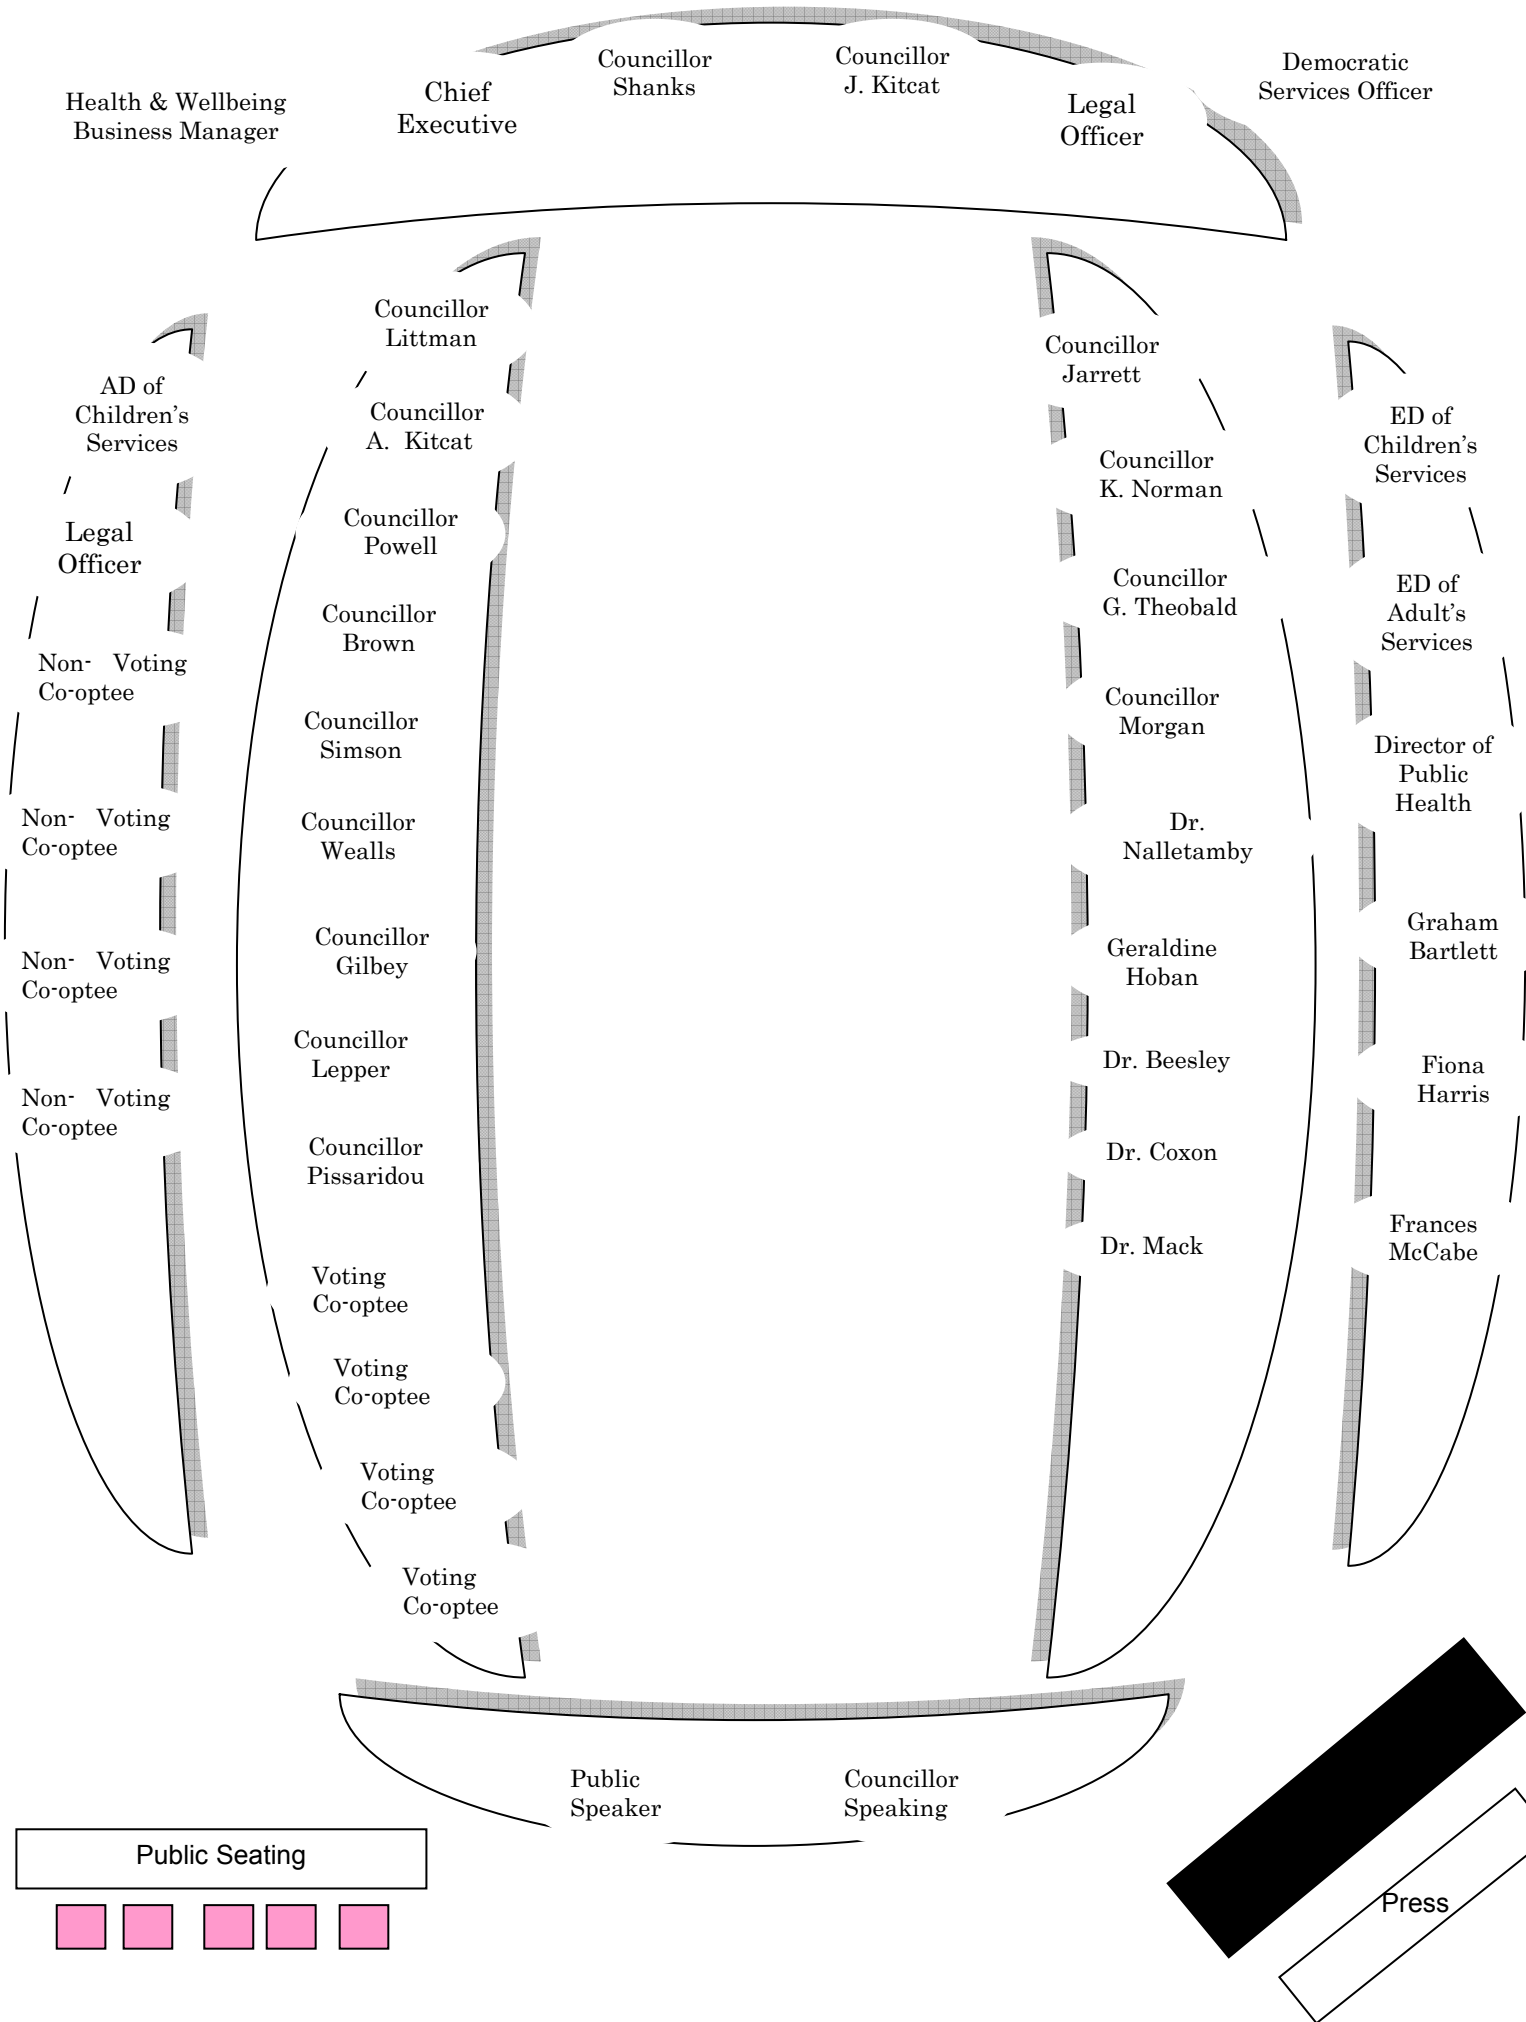 Councillor
Shanks
Councillor
J. Kitcat
Democratic
Services Officer
Health & Wellbeing
Business Manager
Chief
Executive
Legal
Officer
Councillor
Littman
Councillor
Jarrett
AD of
Children's
Services
Councillor
A. Kitcat
ED of
Children's
Services
Councillor
K. Norman
Legal
Officer
Councillor
Powell
Councillor
G. Theobald
ED of
Adult's
Services
Councillor
Brown
Non- Voting
Co-optee
Councillor
Morgan
Councillor
Simson
Director of
Public
Health
Non- Voting
Co-optee
Councillor
Wealls
Dr.
Nalletamby
Graham
Bartlett
Councillor
Gilbey
Geraldine
Hoban
Non- Voting
Co-optee
Councillor
Lepper
Dr. Beesley
Fiona
Harris
Non- Voting
Co-optee
Councillor
Pissaridou
Dr. Coxon
Frances
McCabe
Dr. Mack
Voting
Co-optee
Voting
Co-optee
Voting
Co-optee
Voting
Co-optee
Public
Speaker
Councillor
Speaking
Public Seating
Press